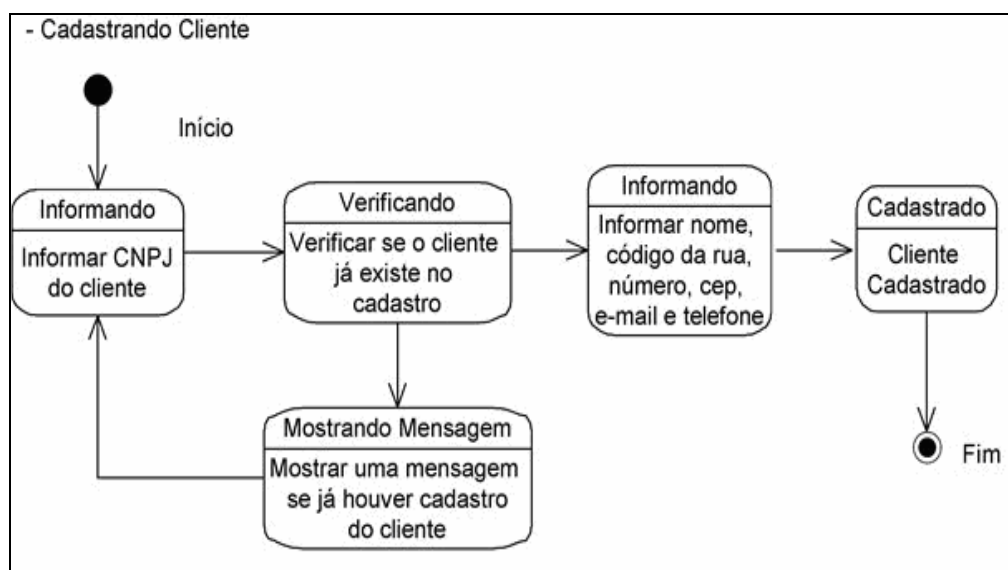 - Cadastrando Cliente
Início
Informando
Informar CNPJ
do cliente
Verificando
Verificar se o cliente
já existe no
cadastro
Informando
Informar nome,
código da rua,
número, cep,
e-mail e telefone
Cadastrado
Cliente
Cadastrado
Mostrando Mensagem
Mostrar uma mensagem
se já houver cadastro
do cliente
Fim